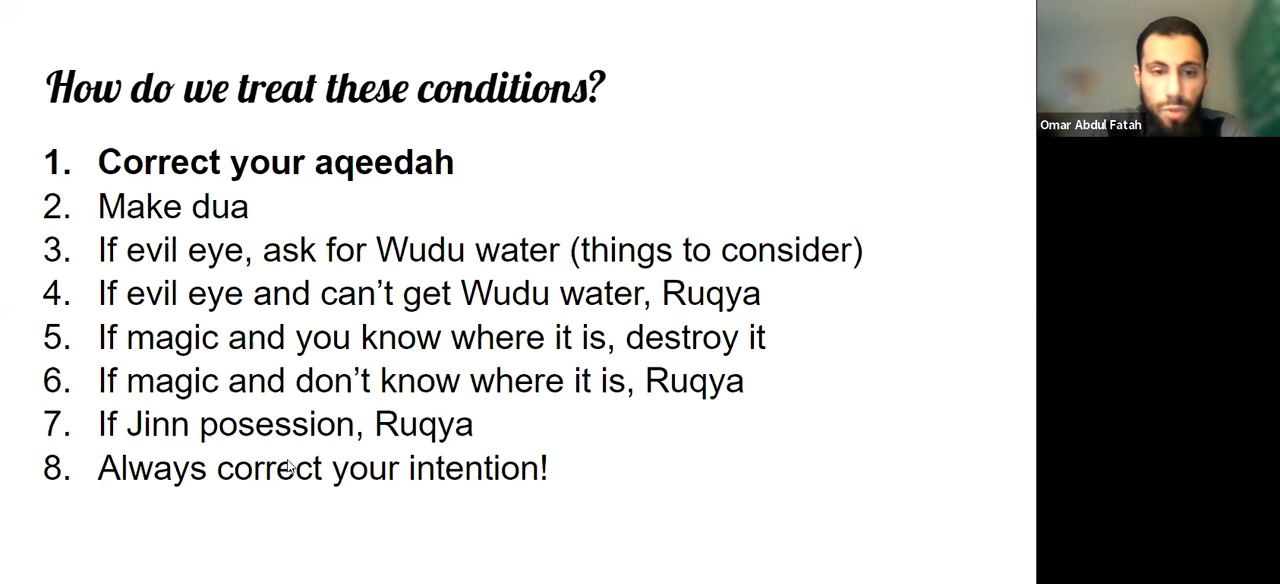 How do we treat these conditions?
1. Correct your aqeedah
2. Make dua
3. If evil eye, ask for Wudu water (things to consider)
4. If evil eye and can't get Wudu water, Ruqya
5. If magic and you know where it is, destroy it
6. If magic and don't know where it is, Ruqya
7. If Jinn posession, Ruqya
8. Always correct your intention!
Omar Abdul Fatah